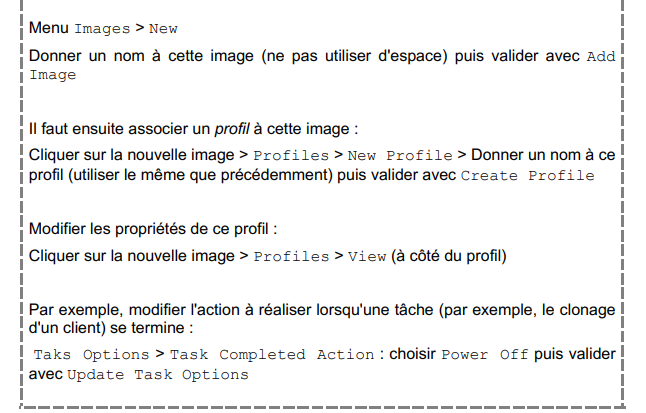 Menu Images > New
Donner un nom à cette image (ne pas utiliser d'espace) puis valider avec Add
Image
Il faut ensuite associer un profil à cette image :
Cliquer sur la nouvelle image > Profiles > New Profile > Donner un nom à ce
profil (utiliser le même que précédemment) puis valider avec Create Profile
Modifier les propriétés de ce profil :
Cliquer sur la nouvelle image > Profiles > View (à côté du profil)
Par exemple, modifier l'action à réaliser lorsqu'une tâche (par exemple, le clonage
d'un client) se termine :
Taks Options > Task Completed Action : choisir Power Off puis valider
avec Update Task Options